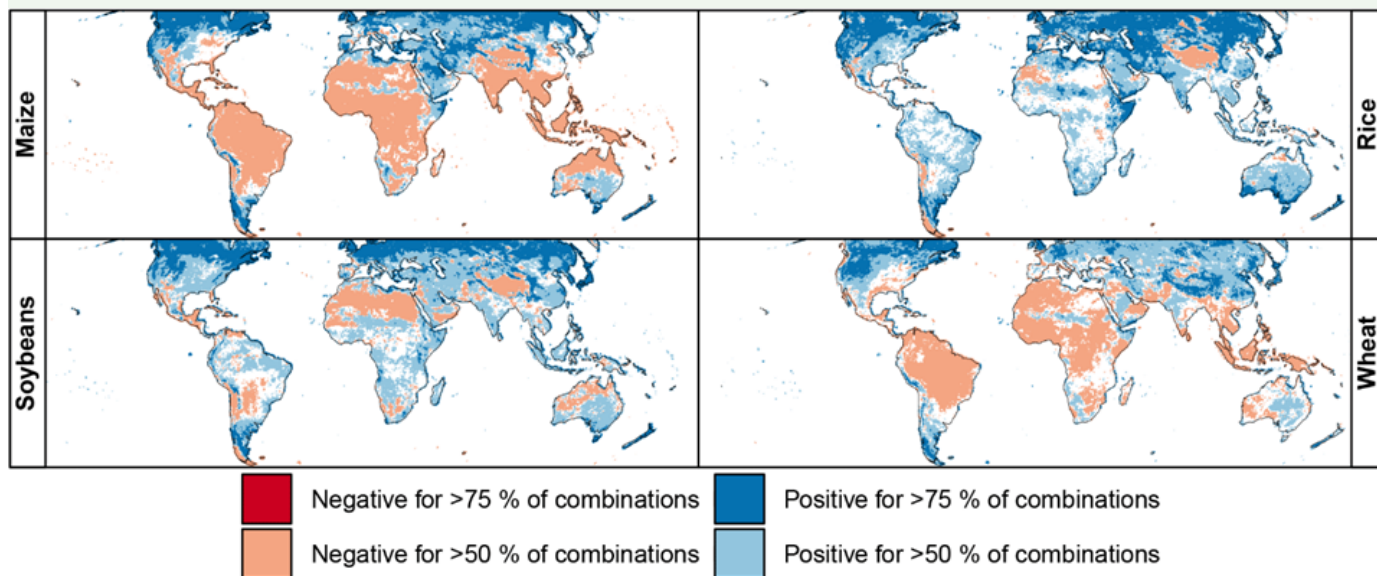 Maize
Rice
Soybeans
Wheat
Negative for >75 % of combinations
Positive for >75 % of combinations
Negative for >50 % of combinations
Positive for >50 % of combinations